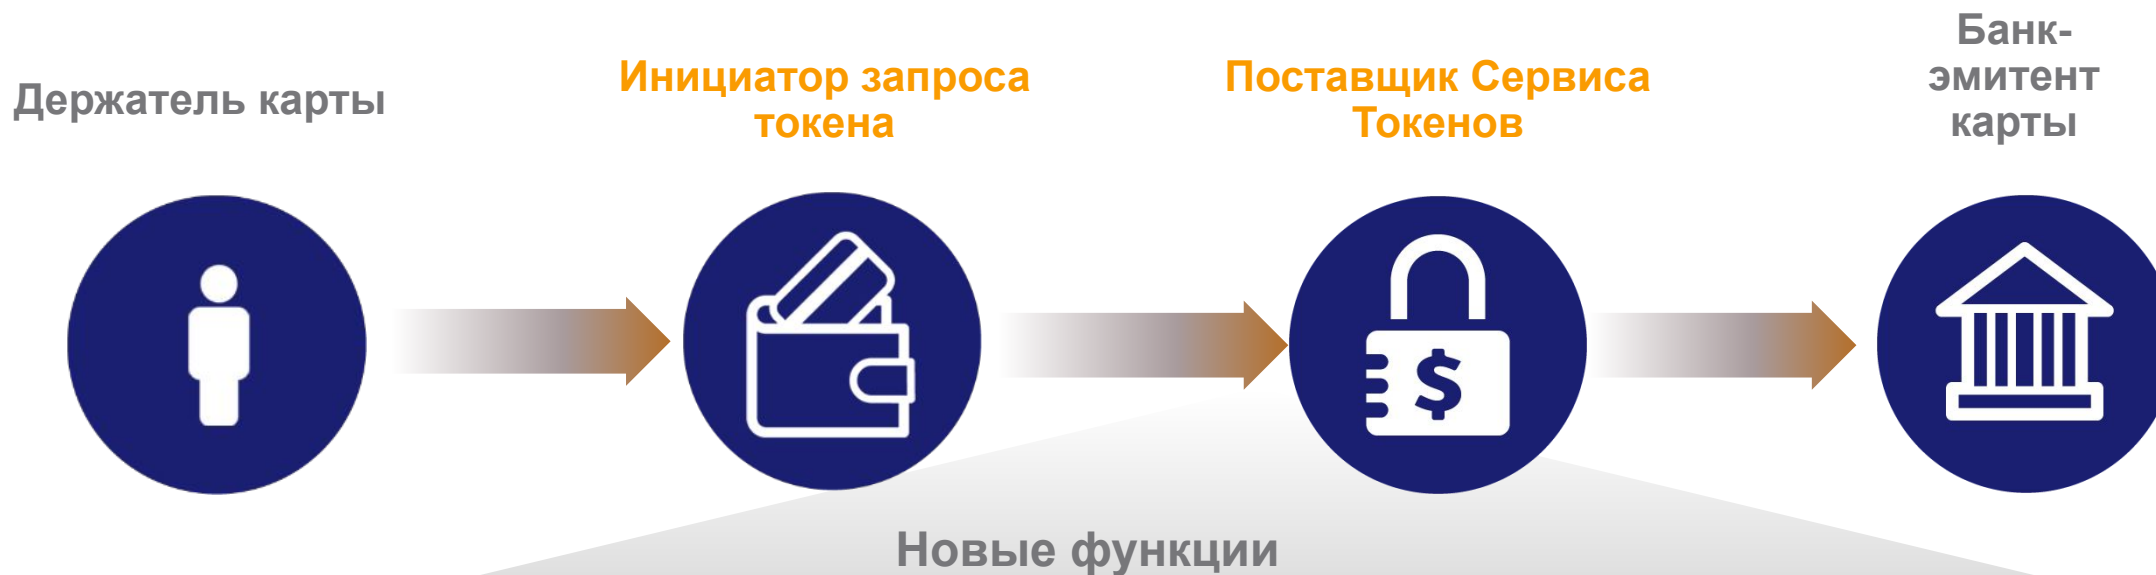 Держатель карты
Инициатор запроса
токена
Поставщик Сервиса
Токенов
Банк-
эмитент
карты
$
Новые функции